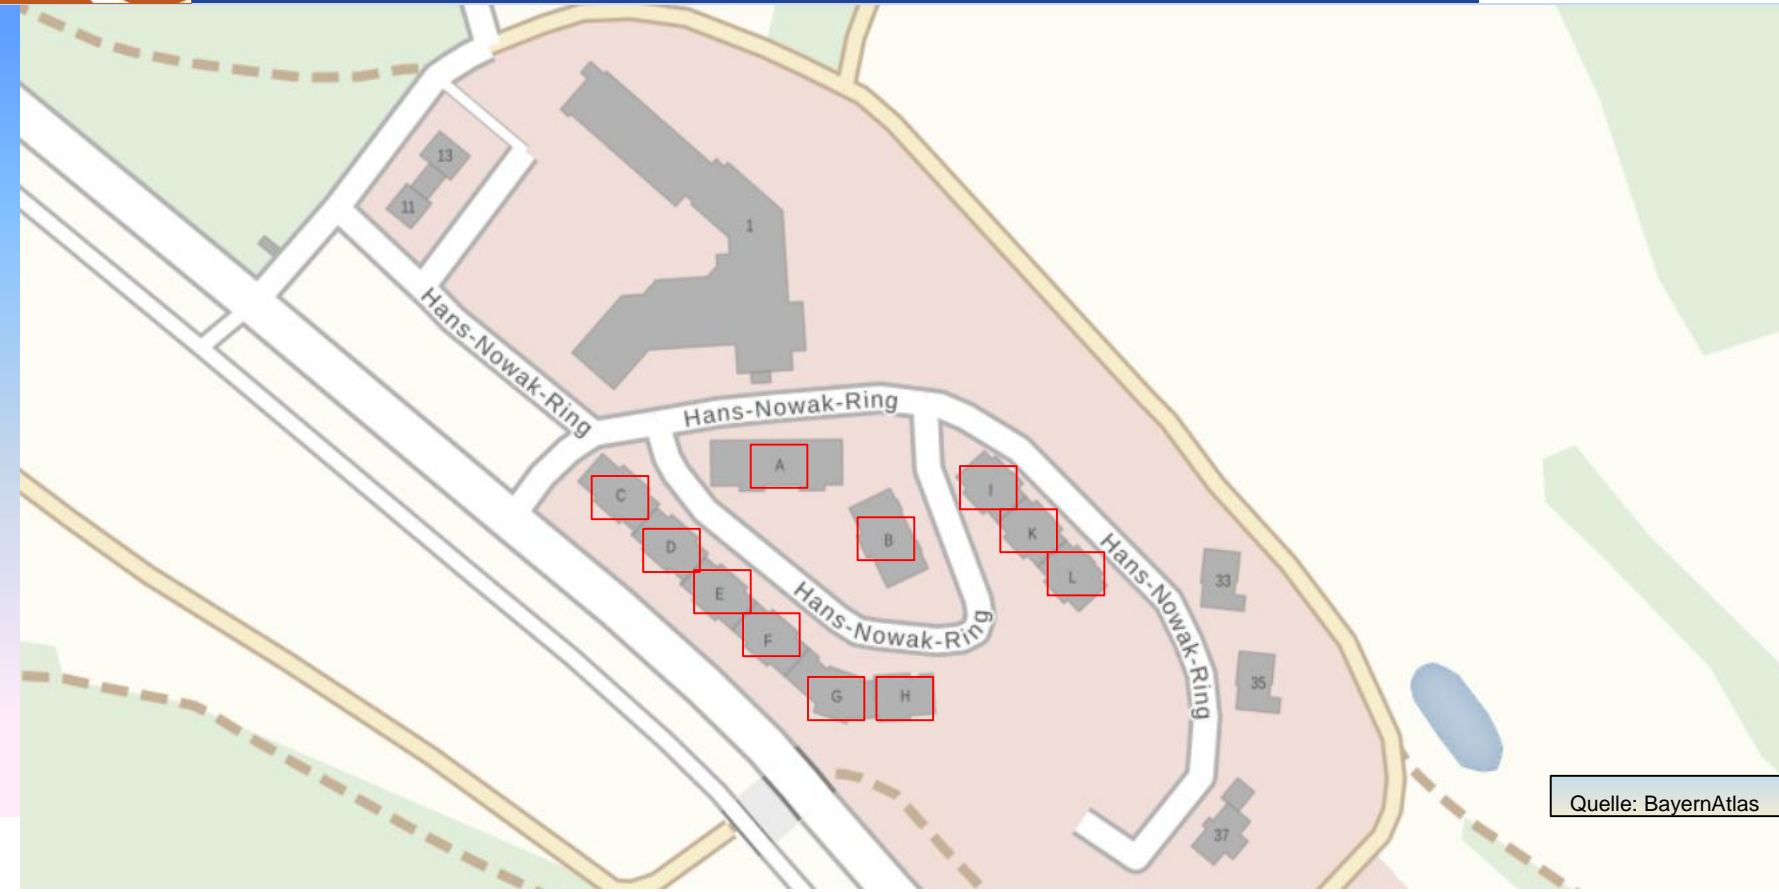 13
11
1
Hans-Nowak-Ring
Hans-Nowak-Ring
A
C
I
B
K
D
Hans-Nowak-Ring
L
33
E
Hans-Nowak-Ring
F
35
G
H
Quelle: BayernAtlas
37